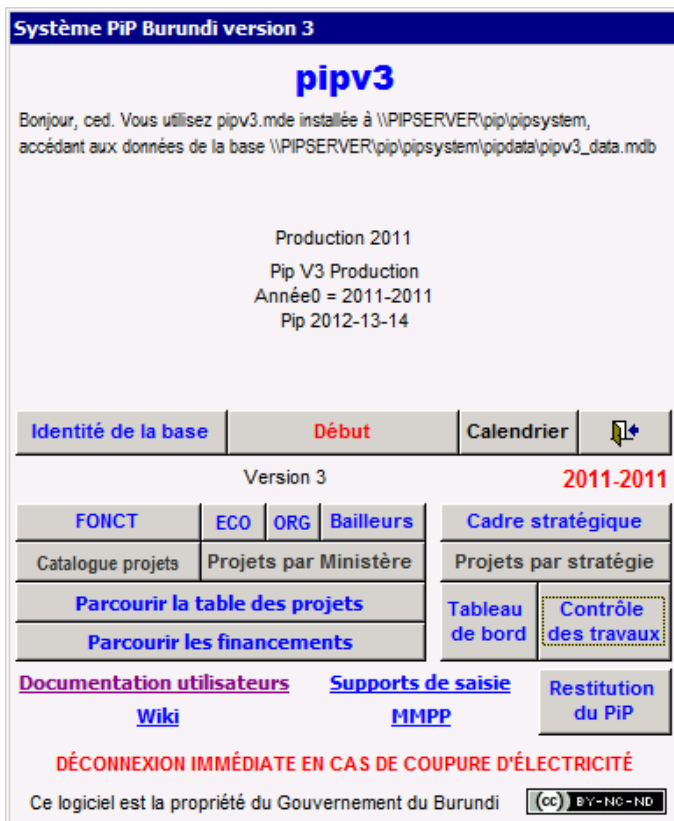 Système PiP Burundi version 3
pipv3
Bonjour, ced. Vous utilisez pipv3.mde installée à \\PIPSERVER\pip\pipsystem,
accédant aux données de la base \\PIPSERVER\pip\pipsystem\pipdata\pipv3_data.mdb
Production 2011
Pip V3 Production
Année0 = 2011-2011
Pip 2012-13-14
Identité de la base Début Calendrier
Version 3 2011-2011
FONCT ECO ORG Bailleurs Cadre stratégique
Catalogue projets Projets par Ministère Projets par stratégie
Parcourir la table des projets
Parcourir les financements
Tableau
de bord
Contrôle
des travaux
Documentation utilisateurs Supports de saisie
Wiki MMPP
Restitution
du PiP
DÉCONNEXION IMMÉDIATE EN CAS DE COUPURE D'ÉLECTRICITÉ
Ce logiciel est la propriété du Gouvernement du Burundi (cc) BY-NC-ND